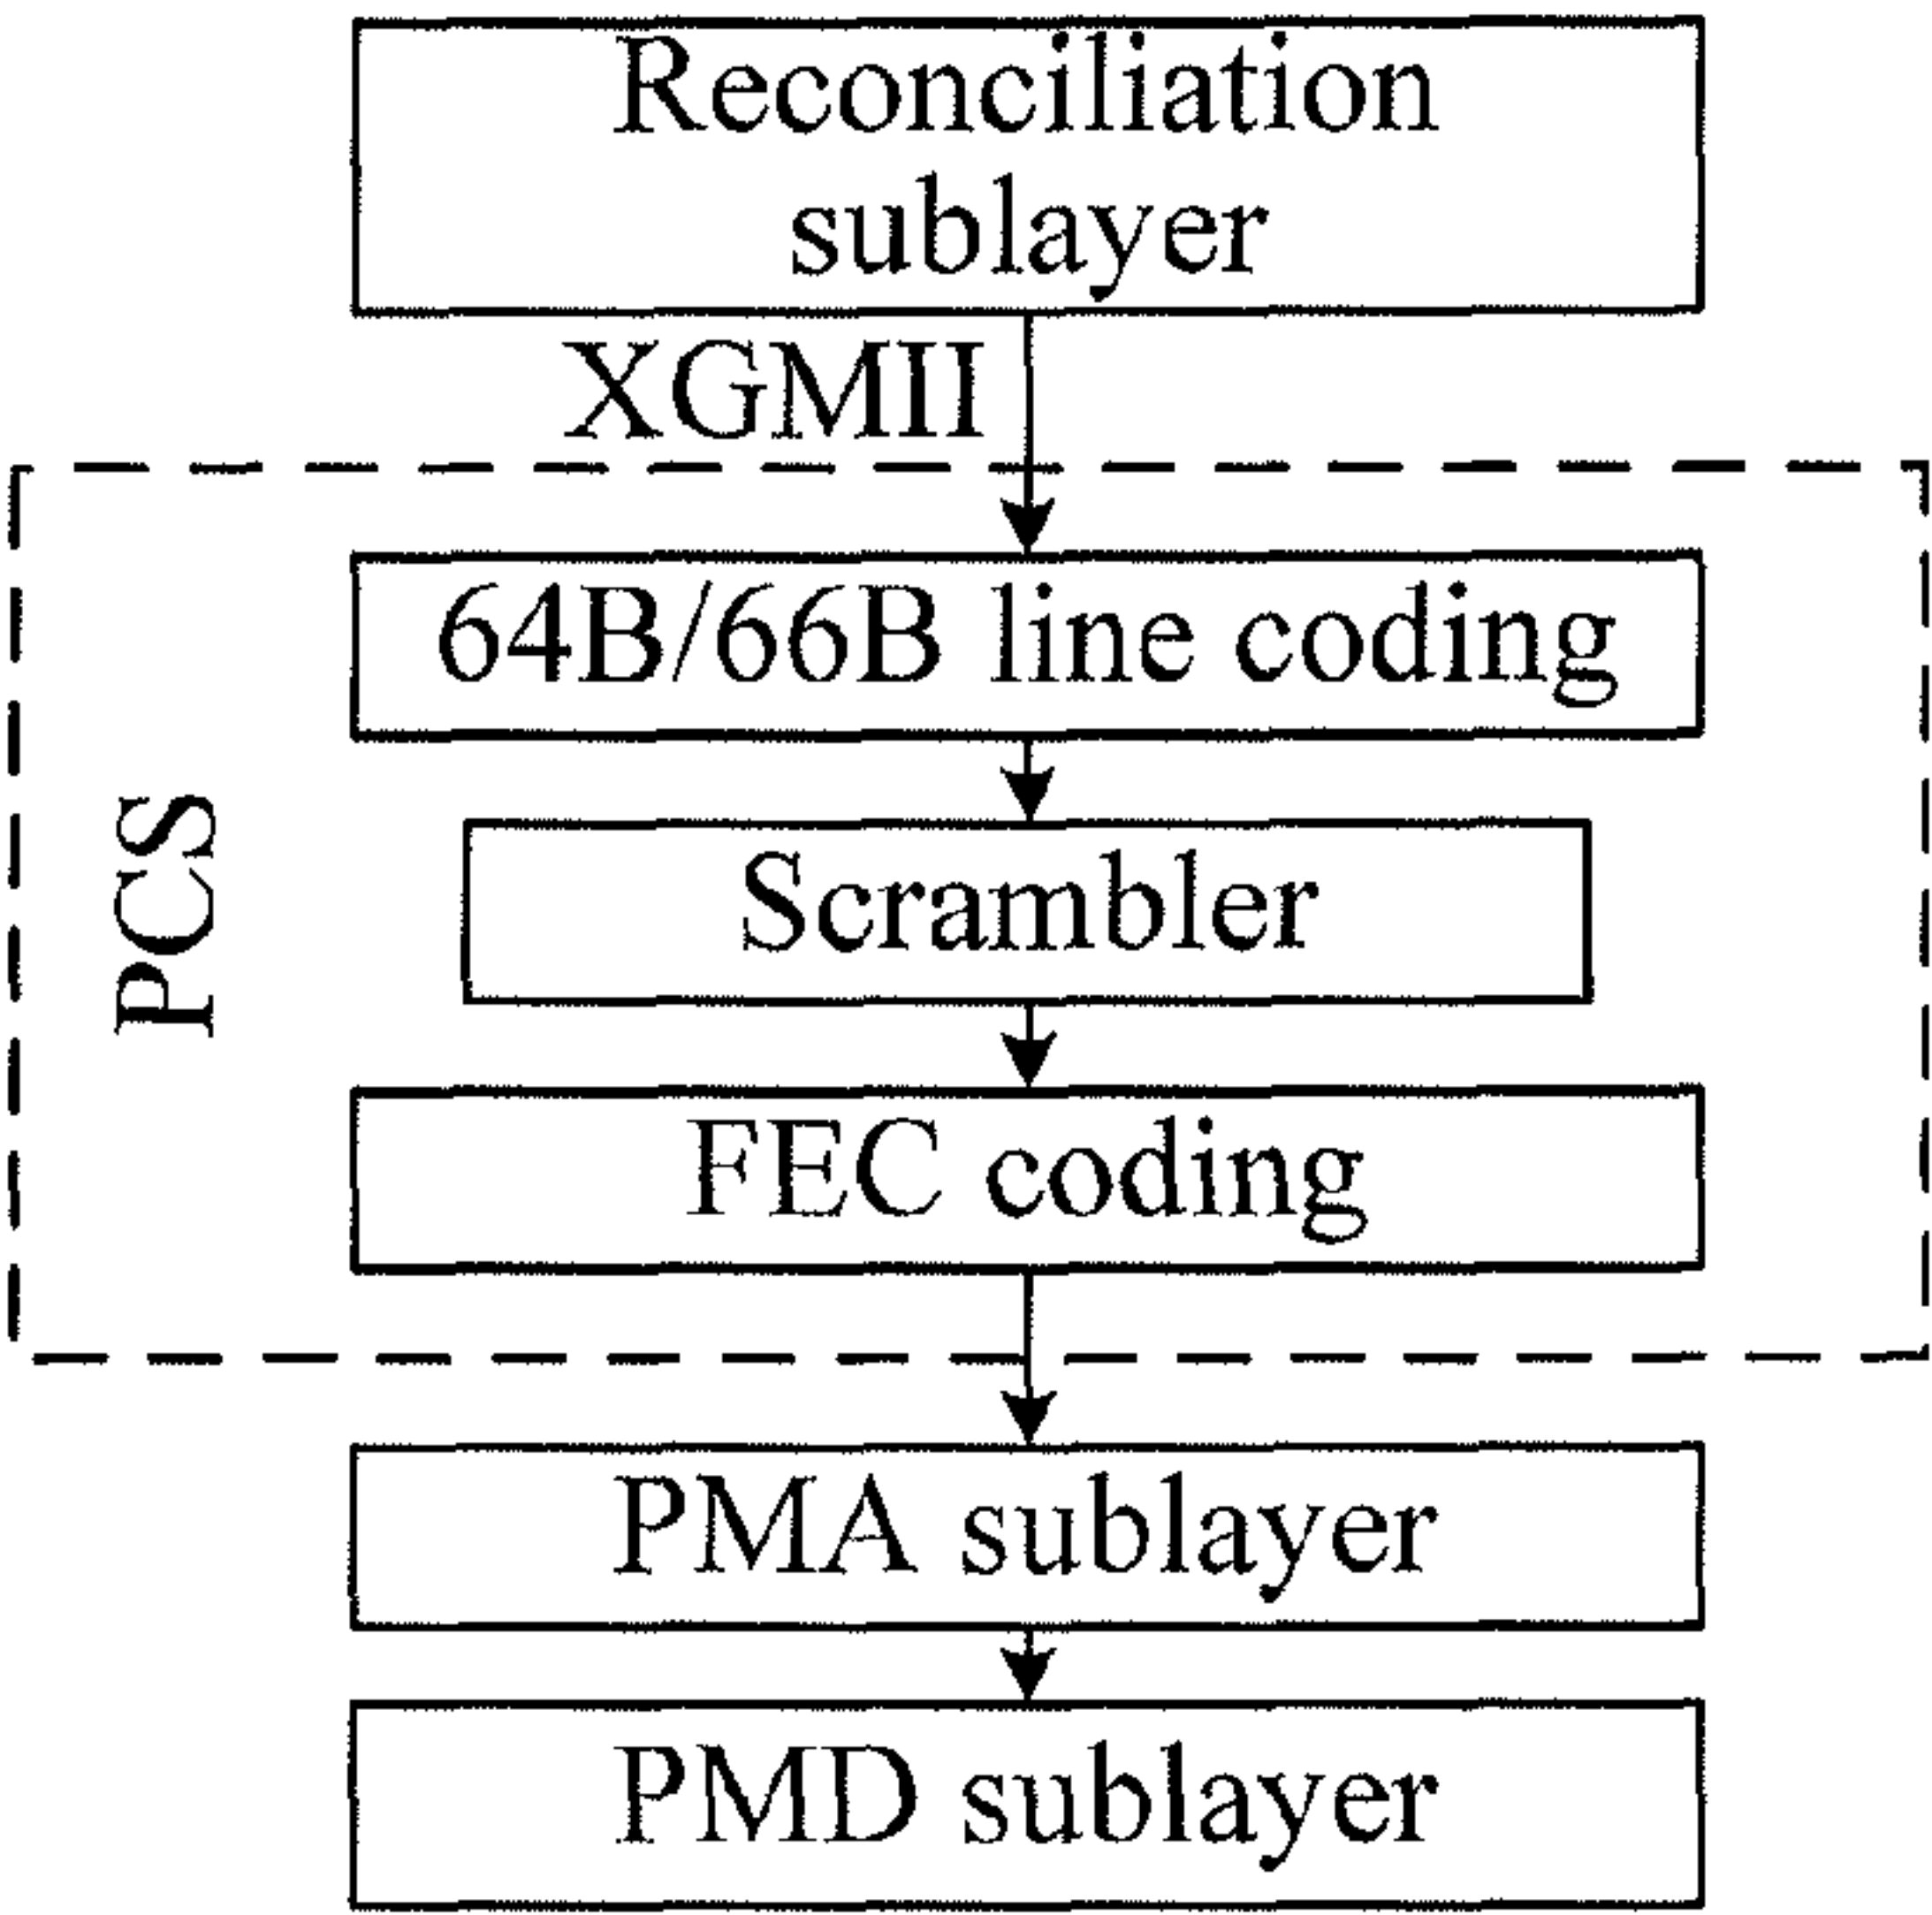 Reconciliation
sublayer
XGMII
64B/66B line coding
PCS
Scrambler
FEC coding
PMA sublayer
PMD sublayer